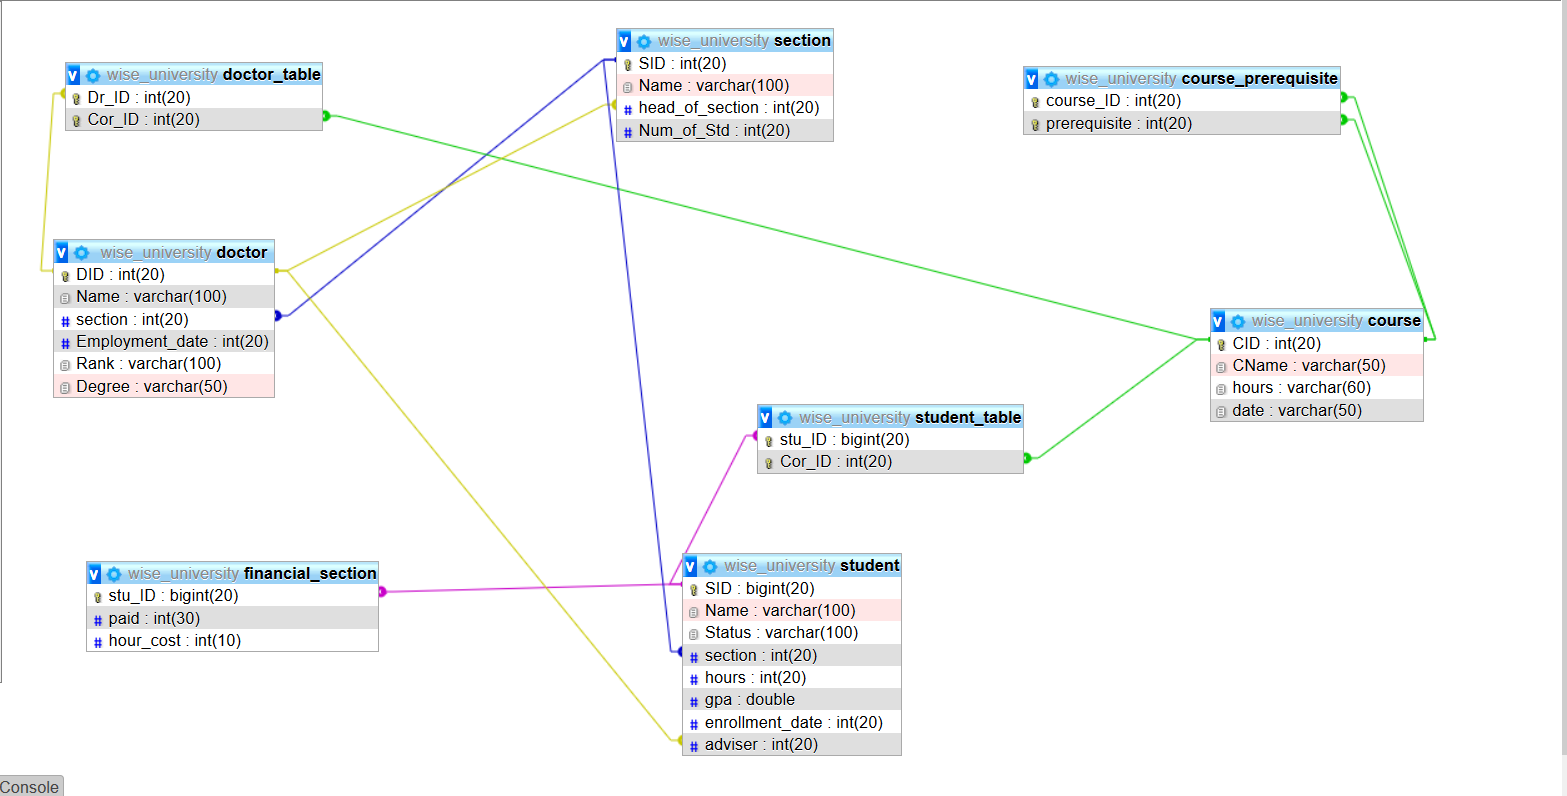 v wise_university doctor_table
Dr_ID : int(20)
Cor_ID : int(20)
v wise_university section
SID : int(20)
Name : varchar(100)
# head_of_section : int(20)
# Num_of_Std : int(20)
v wise_university course_prerequisite
course_ID : int(20)
prerequisite : int(20)
v wise_university doctor
DID : int(20)
Name : varchar(100)
# section : int(20)
# Employment_date : int(20)
Rank : varchar(100)
Degree : varchar(50)
v wise_university course
CID : int(20)
CName : varchar(50)
hours : varchar(60)
date : varchar(50)
v wise_university student_table
stu_ID : bigint(20)
Cor_ID : int(20)
v wise_university financial_section
stu_ID : bigint(20)
# paid : int(30)
# hour_cost : int(10)
v wise_university student
SID : bigint(20)
Name : varchar(100)
Status : varchar(100)
# section : int(20)
# hours : int(20)
# gpa : double
# enrollment_date : int(20)
# adviser : int(20)
Console